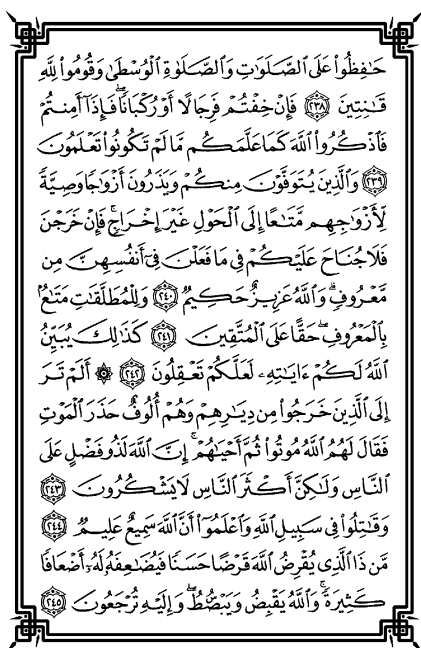 حَٰفِظُوا۟ عَلَى ٱلصَّلَوَٰتِ وَٱلصَّلَوٰةِ ٱلْوُسْطَىٰ وَقُومُوا۟ لِلَّهِ
قَٰنِتِينَ ﴿٢٣٨﴾ فَإِنْ خِفْتُمْ فَرِجَالًا أَوْ رُكْبَانًا ۖ فَإِذَآ أَمِنتُمْ
فَٱذْكُرُوا۟ ٱللَّهَ كَمَا عَلَّمَكُم مَّا لَمْ تَكُونُوا۟ تَعْلَمُونَ
﴿٢٣٩﴾ وَٱلَّذِينَ يُتَوَفَّوْنَ مِنكُمْ وَيَذَرُونَ أَزْوَٰجًا وَصِيَّةً
لِّأَزْوَٰجِهِم مَّتَٰعًا إِلَى ٱلْحَوْلِ غَيْرَ إِخْرَاجٍ ۚ فَإِنْ خَرَجْنَ
فَلَا جُنَاحَ عَلَيْكُمْ فِى مَا فَعَلْنَ فِىٓ أَنفُسِهِنَّ مِن
مَّعْرُوفٍ ۗ وَٱللَّهُ عَزِيزٌ حَكِيمٌ ﴿٢٤٠﴾ وَلِلْمُطَلَّقَٰتِ مَتَٰعٌۢ
بِٱلْمَعْرُوفِ ۖ حَقًّا عَلَى ٱلْمُتَّقِينَ ﴿٢٤١﴾ كَذَٰلِكَ يُبَيِّنُ
ٱللَّهُ لَكُمْ ءَايَٰتِهِۦ لَعَلَّكُمْ تَعْقِلُونَ ﴿٢٤٢﴾ ۞ أَلَمْ تَرَ
إِلَى ٱلَّذِينَ خَرَجُوا۟ مِن دِيَٰرِهِمْ وَهُمْ أُلُوفٌ حَذَرَ ٱلْمَوْتِ
فَقَالَ لَهُمُ ٱللَّهُ مُوتُوا۟ ثُمَّ أَحْيَٰهُمْ ۚ إِنَّ ٱللَّهَ لَذُو فَضْلٍ عَلَى
ٱلنَّاسِ وَلَٰكِنَّ أَكْثَرَ ٱلنَّاسِ لَا يَشْكُرُونَ ﴿٢٤٣﴾
وَقَٰتِلُوا۟ فِى سَبِيلِ ٱللَّهِ وَٱعْلَمُوٓا۟ أَنَّ ٱللَّهَ سَمِيعٌ عَلِيمٌ ﴿٢٤٤﴾
مَّن ذَا ٱلَّذِى يُقْرِضُ ٱللَّهَ قَرْضًا حَسَنًا فَيُضَٰعِفَهُۥ لَهُۥٓ أَضْعَافًا
كَثِيرَةً ۚ وَٱللَّهُ يَقْبِضُ وَيَبْصُۜطُ وَإِلَيْهِ تُرْجَعُونَ ﴿٢٤٥﴾